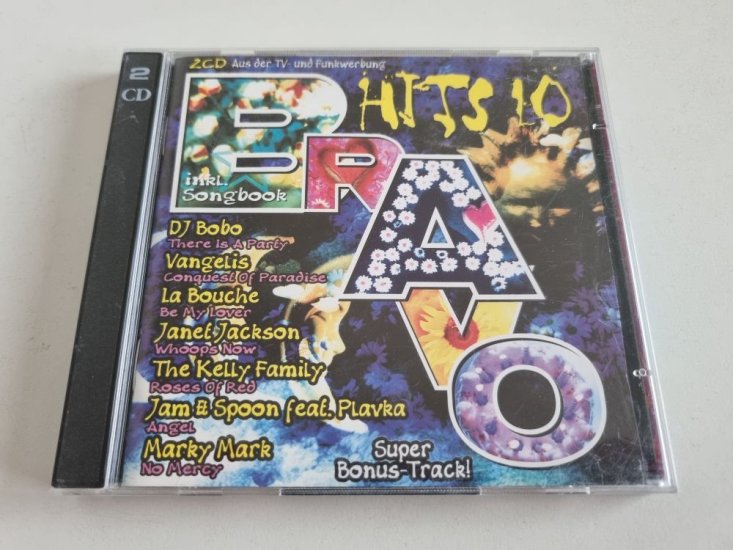 2
CD
2CD Aus der TV- und Funkwerbung
HITS 10
BRAVO
inkl.
Songbook
DJ Bobo
There Is A Party
Vangelis
Conquest Of Paradise
La Bouche
Be My Lover
Janet Jackson
Whoops Now
The Kelly Family
Roses Of Red
Jam & Spoon feat. Plavka
Angel
Marky Mark
No Mercy
Super
Bonus-Track!